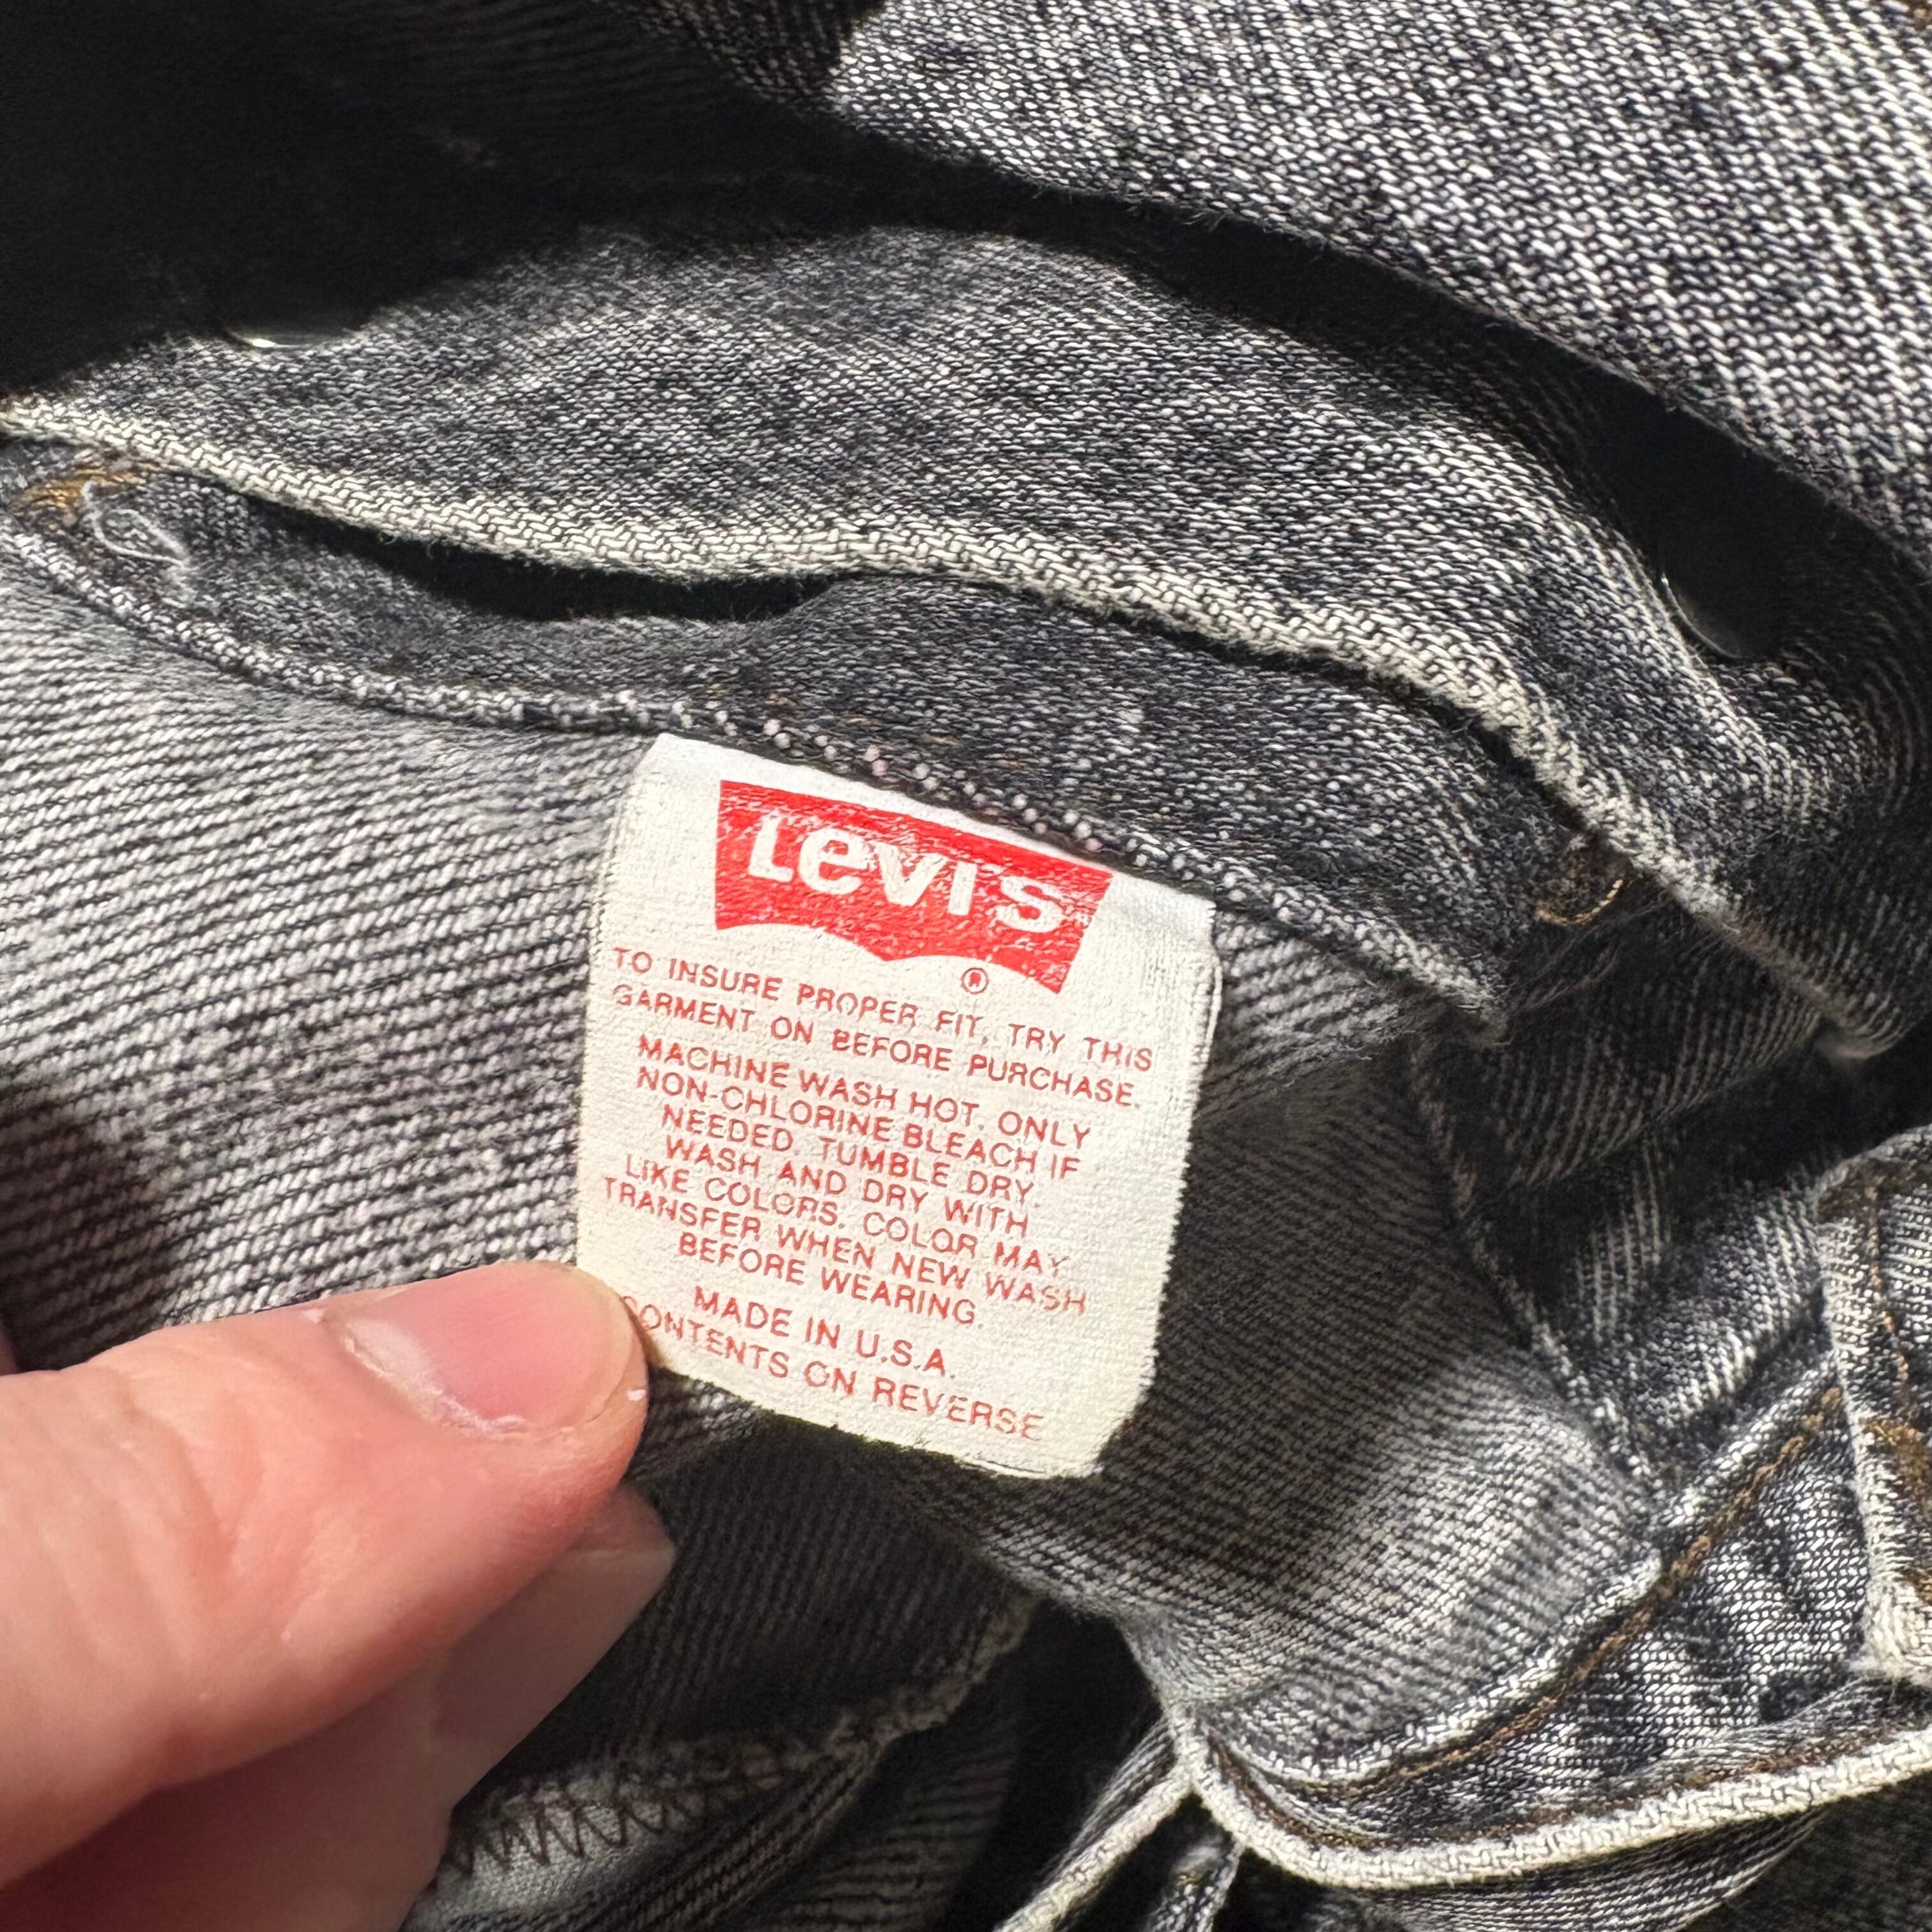 LEVI'S
®
TO INSURE PROPER FIT, TRY THIS
GARMENT ON BEFORE PURCHASE.
MACHINE WASH HOT. ONLY
NON-CHLORINE BLEACH IF
NEEDED. TUMBLE DRY.
WASH AND DRY WITH
LIKE COLORS. COLOR MAY
TRANSFER WHEN NEW WASH
BEFORE WEARING.
MADE IN U.S.A.
CONTENTS ON REVERSE